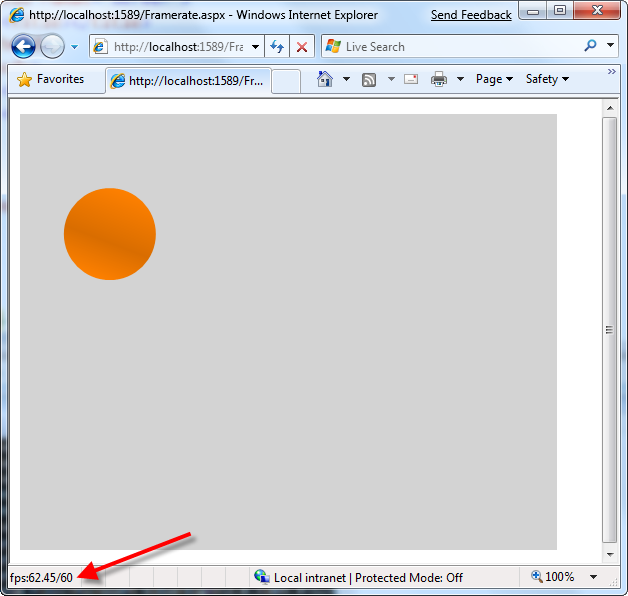 http://localhost:1589/Framerate.aspx - Windows Internet Explorer Send Feedback
http://localhost:1589/Fra Live Search
Favorites http://localhost:1589/Fr... Page Safety »
fps:62.45/60 Local intranet | Protected Mode: Off 100%